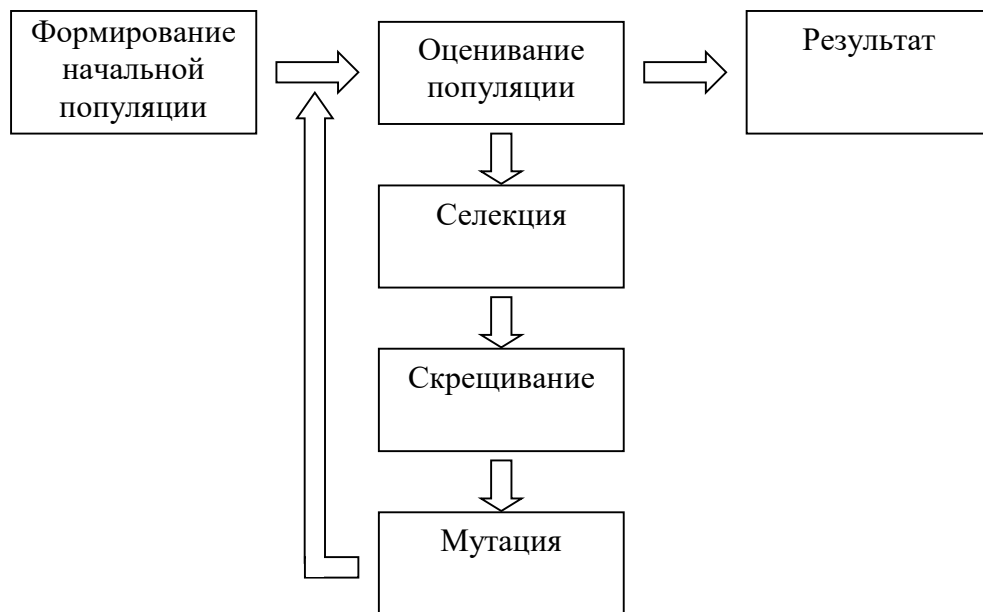 Формирование
начальной
популяции
Оценивание
популяции
Результат
Селекция
Скрещивание
Мутация